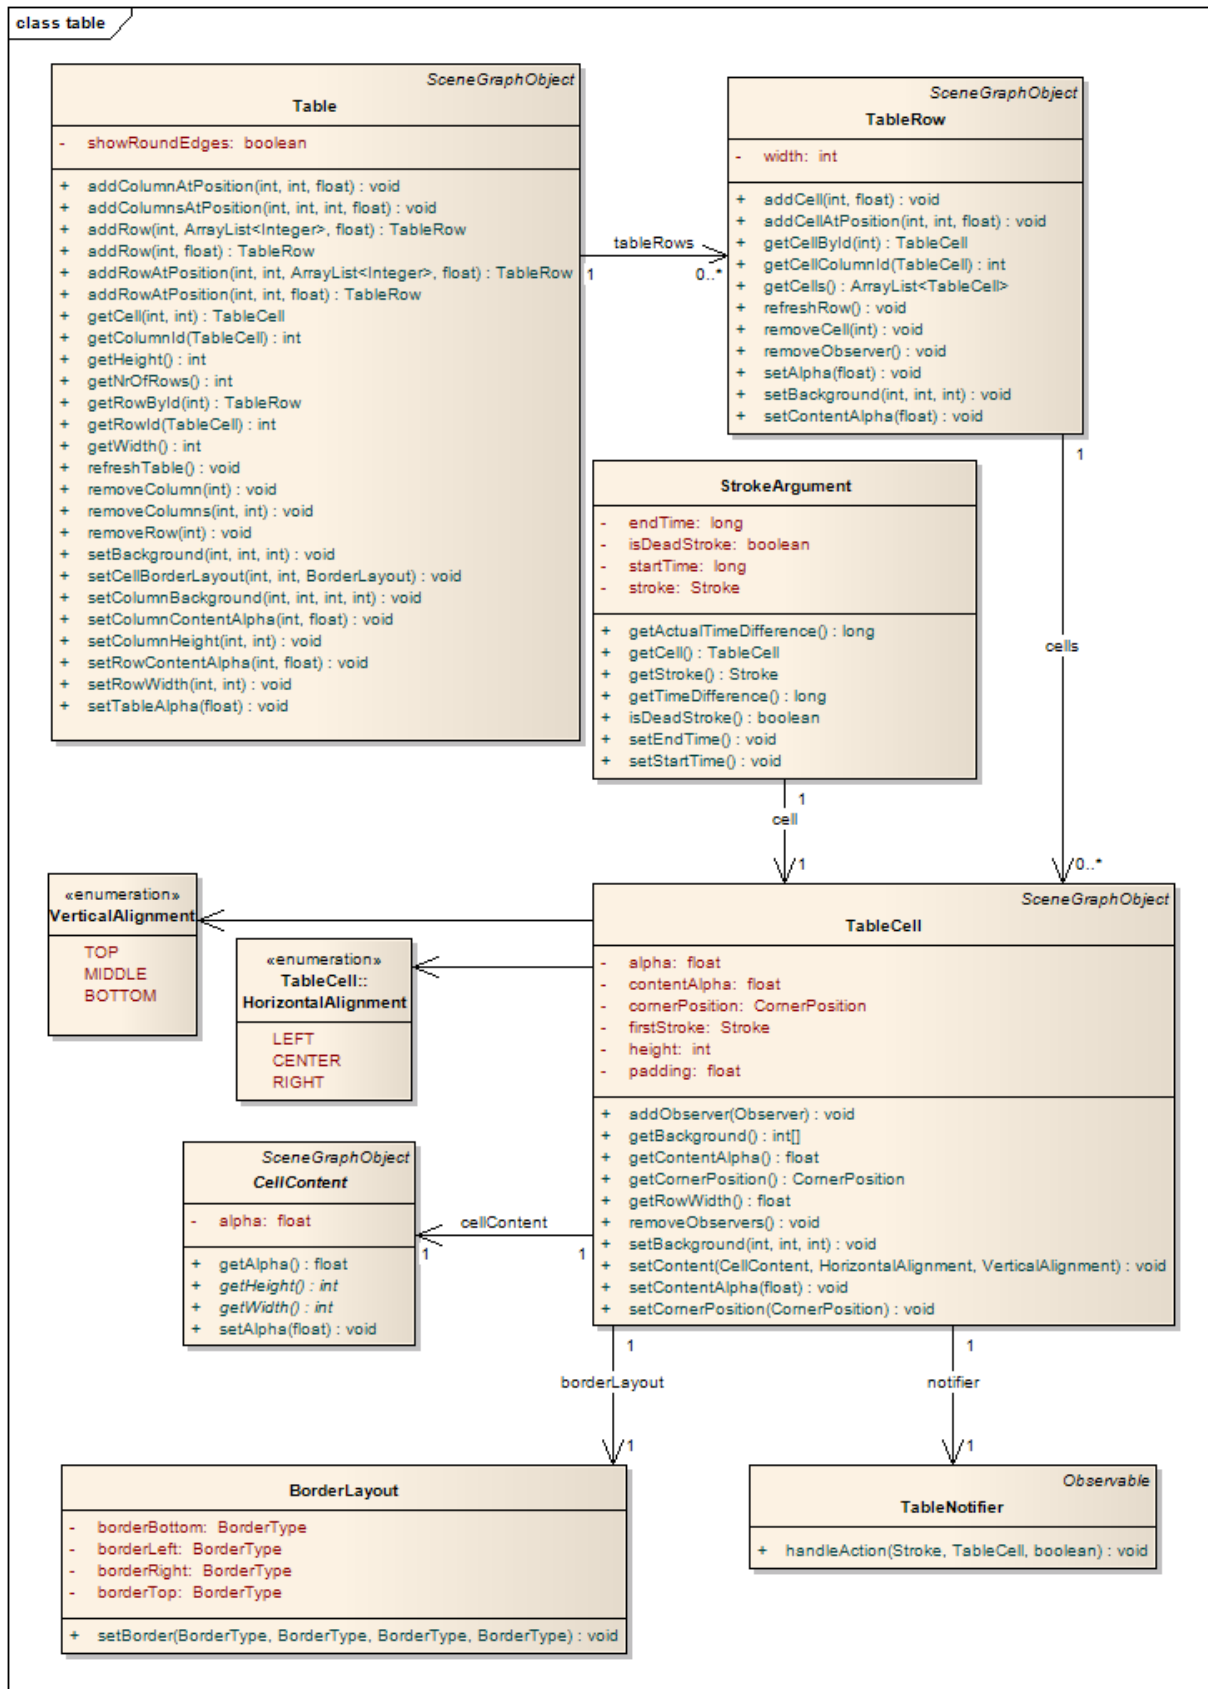 class table
SceneGraphObject
Table
- showRoundEdges: boolean
+ addColumnAtPosition(int, int, float) : void
+ addColumnsAtPosition(int, int, int, float) : void
+ addRow(int, ArrayList<Integer>, float) : TableRow
+ addRow(int, float) : TableRow
+ addRowAtPosition(int, int, ArrayList<Integer>, float) : TableRow
+ addRowAtPosition(int, int, float) : TableRow
+ getCell(int, int) : TableCell
+ getColumnId(TableCell) : int
+ getHeight() : int
+ getNrOfRows() : int
+ getRowById(int) : TableRow
+ getRowId(TableCell) : int
+ getWidth() : int
+ refreshTable() : void
+ removeColumn(int) : void
+ removeColumns(int, int) : void
+ removeRow(int) : void
+ setBackground(int, int, int) : void
+ setCellBorderLayout(int, int, BorderLayout) : void
+ setColumnBackground(int, int, int, int) : void
+ setColumnContentAlpha(int, float) : void
+ setColumnHeight(int, int) : void
+ setRowContentAlpha(int, float) : void
+ setRowWidth(int, int) : void
+ setTableAlpha(float) : void
tableRows
1
0..*
SceneGraphObject
TableRow
- width: int
+ addCell(int, float) : void
+ addCellAtPosition(int, int, float) : void
+ getCellById(int) : TableCell
+ getCellColumnId(TableCell) : int
+ getCells() : ArrayList<TableCell>
+ refreshRow() : void
+ removeCell(int) : void
+ removeObserver() : void
+ setAlpha(float) : void
+ setBackground(int, int, int) : void
+ setContentAlpha(float) : void
1
cells
0..*
StrokeArgument
- endTime: long
- isDeadStroke: boolean
- startTime: long
- stroke: Stroke
+ getActualTimeDifference() : long
+ getCell() : TableCell
+ getStroke() : Stroke
+ getTimeDifference() : long
+ isDeadStroke() : boolean
+ setEndTime() : void
+ setStartTime() : void
1
cell
1
«enumeration»
VerticalAlignment
TOP
MIDDLE
BOTTOM
«enumeration»
TableCell::
HorizontalAlignment
LEFT
CENTER
RIGHT
SceneGraphObject
TableCell
- alpha: float
- contentAlpha: float
- cornerPosition: CornerPosition
- firstStroke: Stroke
- height: int
- padding: float
+ addObserver(Observer) : void
+ getBackground() : int[]
+ getContentAlpha() : float
+ getCornerPosition() : CornerPosition
+ getRowWidth() : float
+ removeObservers() : void
+ setBackground(int, int, int) : void
+ setContent(CellContent, HorizontalAlignment, VerticalAlignment) : void
+ setContentAlpha(float) : void
+ setCornerPosition(CornerPosition) : void
SceneGraphObject
CellContent
- alpha: float
+ getAlpha() : float
+ getHeight() : int
+ getWidth() : int
+ setAlpha(float) : void
cellContent
1
1
1
borderLayout
1
1
notifier
1
BorderLayout
- borderBottom: BorderType
- borderLeft: BorderType
- borderRight: BorderType
- borderTop: BorderType
+ setBorder(BorderType, BorderType, BorderType, BorderType) : void
Observable
TableNotifier
+ handleAction(Stroke, TableCell, boolean) : void